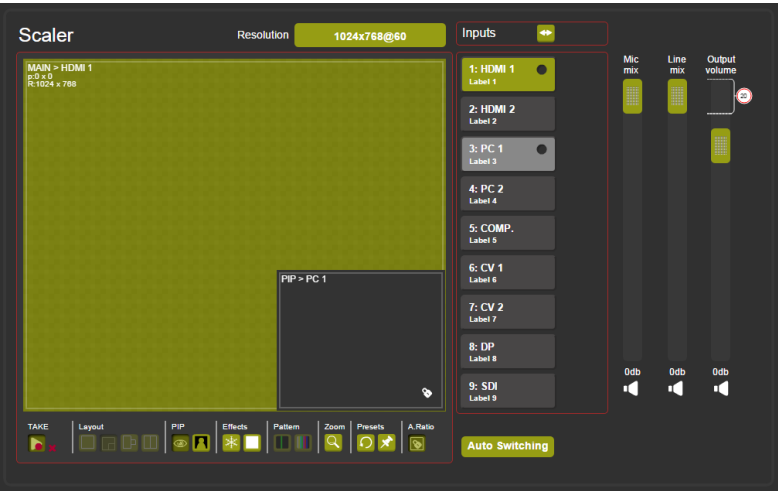 Scaler
Resolution
1024x768@60
Inputs
MAIN > HDMI 1
p:0 x 0
R:1024 x 768
PIP > PC 1
1: HDMI 1
Label 1
2: HDMI 2
Label 2
3: PC 1
Label 3
4: PC 2
Label 4
5: COMP.
Label 5
6: CV 1
Label 6
7: CV 2
Label 7
8: DP
Label 8
9: SDI
Label 9
Auto Switching
Mic mix
Line mix
Output volume
20
0db
0db
0db
TAKE
Layout
PIP
Effects
Pattern
Zoom
Presets
A.Ratio